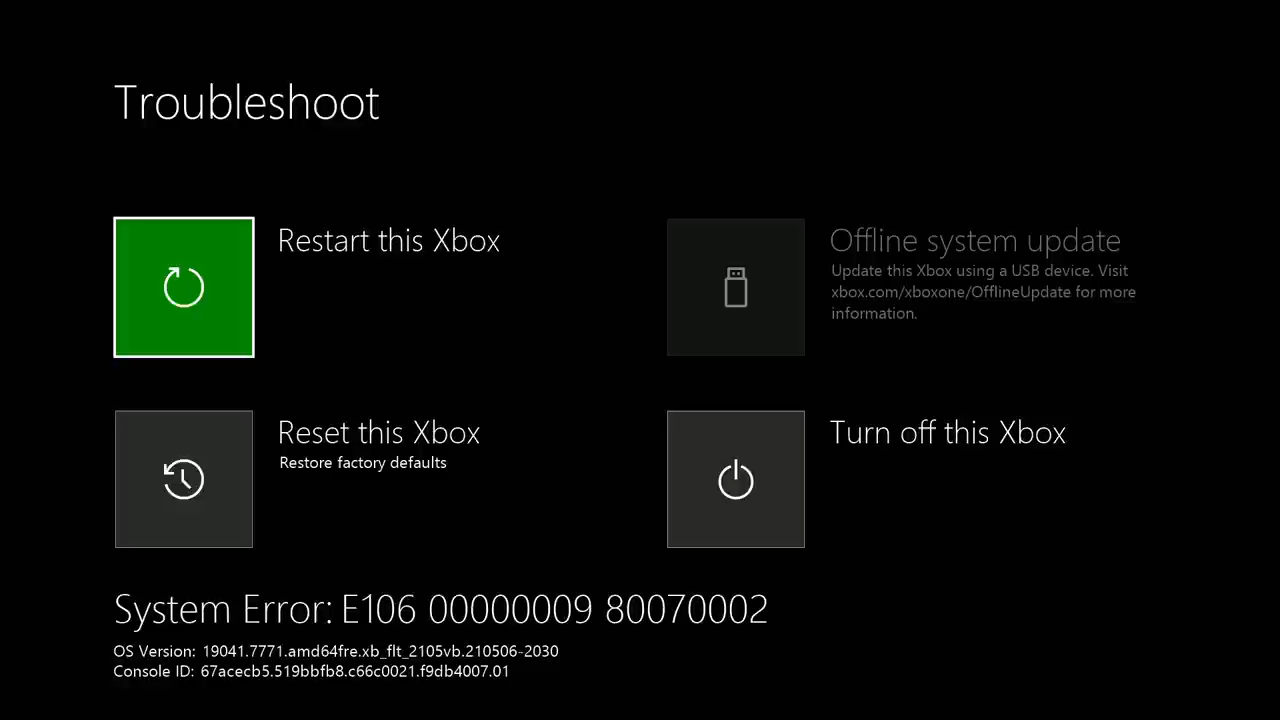 Troubleshoot
Restart this Xbox
Offline system update
Update this Xbox using a USB device. Visit
xbox.com/xboxone/OfflineUpdate for more
information.
Reset this Xbox
Restore factory defaults
Turn off this Xbox
System Error: E106 00000009 80070002
OS Version: 19041.7771.amd64fre.xb_flt_2105vb.210506-2030
Console ID: 67acecb5.519bbfb8.c66c0021.f9db4007.01